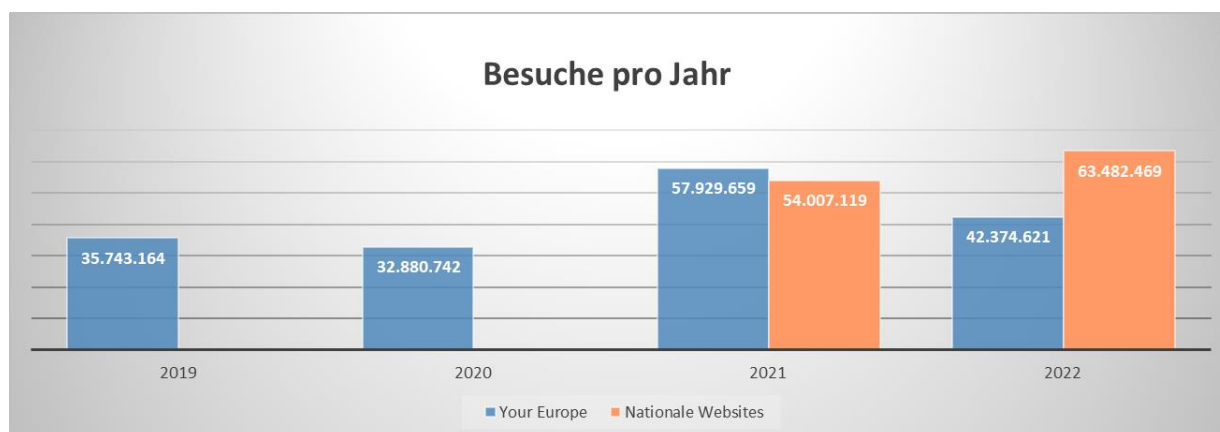 Besuche pro Jahr
35.743.164
32.880.742
57.929.659
54.007.119
42.374.621
63.482.469
2019 2020 2021 2022
Your Europe Nationale Websites